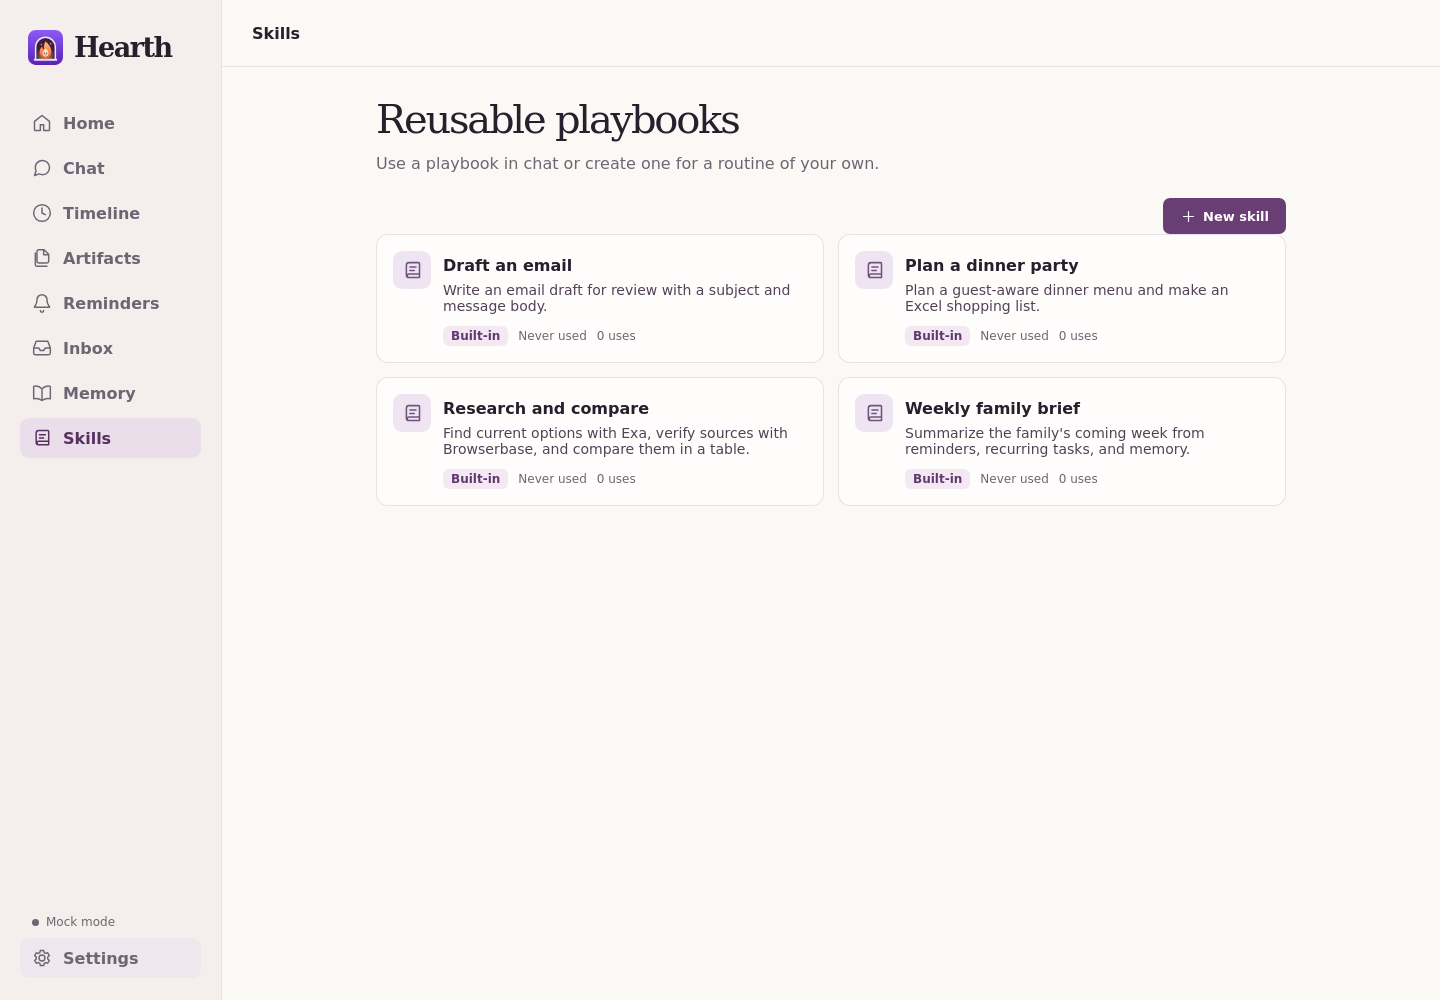 Hearth
Home
Chat
Timeline
Artifacts
Reminders
Inbox
Memory
Skills
Mock mode
Settings
Skills
Reusable playbooks
Use a playbook in chat or create one for a routine of your own.
New skill
Draft an email
Write an email draft for review with a subject and
message body.
Built-in Never used 0 uses
Plan a dinner party
Plan a guest-aware dinner menu and make an
Excel shopping list.
Built-in Never used 0 uses
Research and compare
Find current options with Exa, verify sources with
Browserbase, and compare them in a table.
Built-in Never used 0 uses
Weekly family brief
Summarize the family's coming week from
reminders, recurring tasks, and memory.
Built-in Never used 0 uses